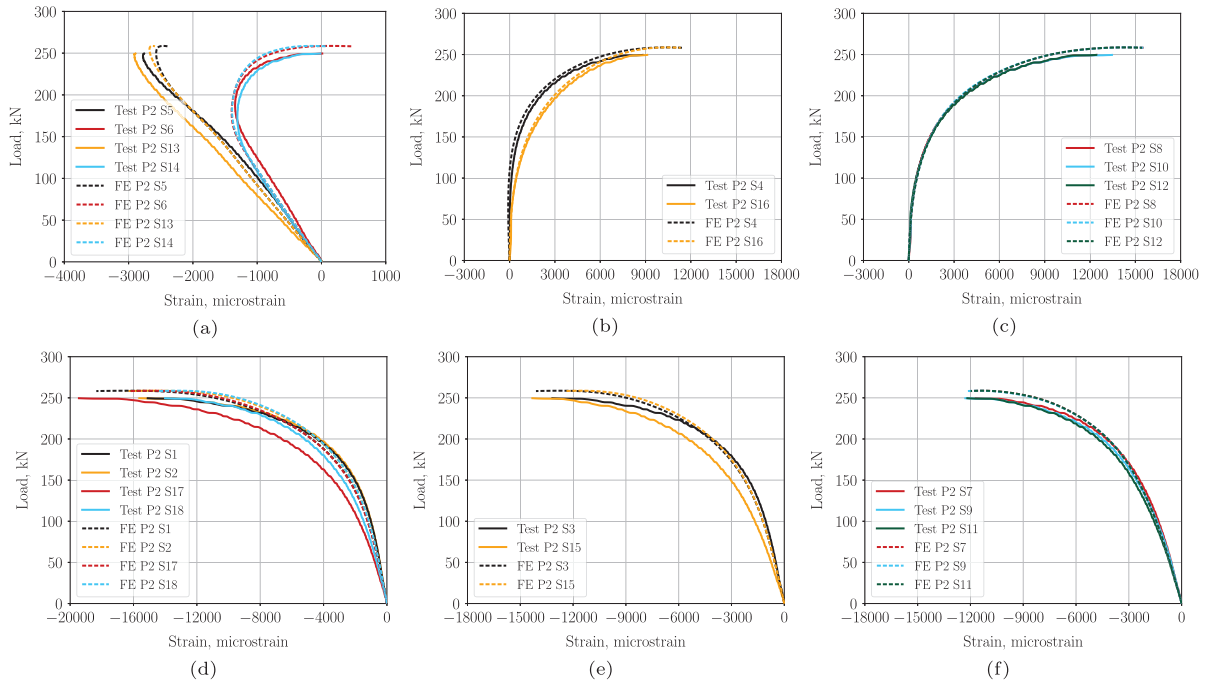 300
250
200
150
100
50
0
Load, kN
Test P2 S5
Test P2 S6
Test P2 S13
Test P2 S14
FE P2 S5
FE P2 S6
FE P2 S13
FE P2 S14
−4000 −3000 −2000 −1000 0 1000
Strain, microstrain
(a)
300
250
200
150
100
50
0
Load, kN
Test P2 S4
Test P2 S16
FE P2 S4
FE P2 S16
−3000 0 3000 6000 9000 12000 15000 18000
Strain, microstrain
(b)
300
250
200
150
100
50
0
Load, kN
Test P2 S8
Test P2 S10
Test P2 S12
FE P2 S8
FE P2 S10
FE P2 S12
−3000 0 3000 6000 9000 12000 15000 18000
Strain, microstrain
(c)
300
250
200
150
100
50
0
Load, kN
Test P2 S1
Test P2 S2
Test P2 S17
Test P2 S18
FE P2 S1
FE P2 S2
FE P2 S17
FE P2 S18
−20000 −16000 −12000 −8000 −4000 0
Strain, microstrain
(d)
300
250
200
150
100
50
0
Load, kN
Test P2 S3
Test P2 S15
FE P2 S3
FE P2 S15
−18000 −15000 −12000 −9000 −6000 −3000 0
Strain, microstrain
(e)
300
250
200
150
100
50
0
Load, kN
Test P2 S7
Test P2 S9
Test P2 S11
FE P2 S7
FE P2 S9
FE P2 S11
−18000 −15000 −12000 −9000 −6000 −3000 0
Strain, microstrain
(f)